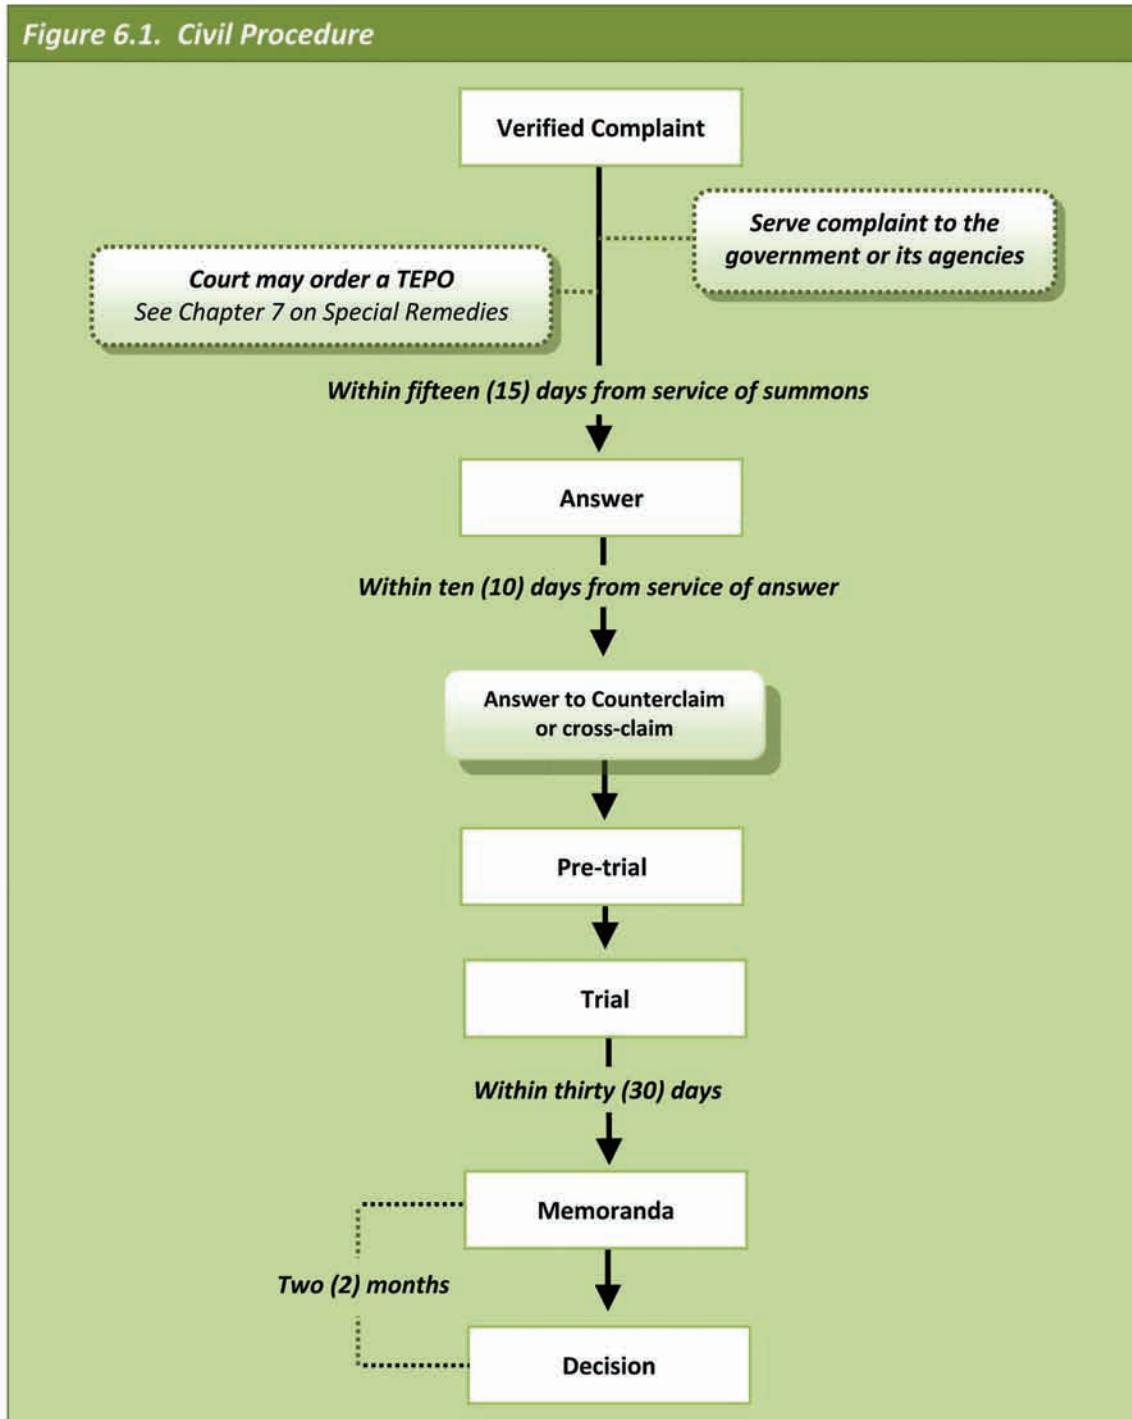 Figure 6.1.  Civil Procedure
Verified Complaint
Serve complaint to the
government or its agencies
Court may order a TEPO
See Chapter 7 on Special Remedies
Within fifteen (15) days from service of summons
Answer
Within ten (10) days from service of answer
Answer to Counterclaim
or cross-claim
Pre-trial
Trial
Within thirty (30) days
Memoranda
Two (2) months
Decision